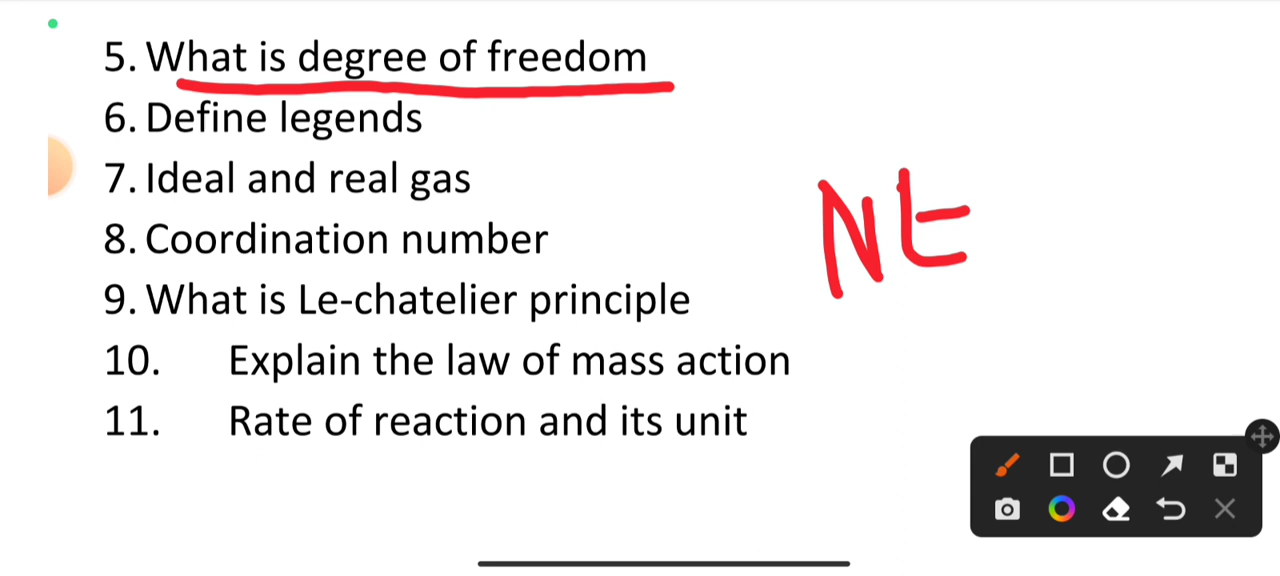 5. What is degree of freedom
6. Define legends
7. Ideal and real gas
8. Coordination number
9. What is Le-chatelier principle
10. Explain the law of mass action
11. Rate of reaction and its unit